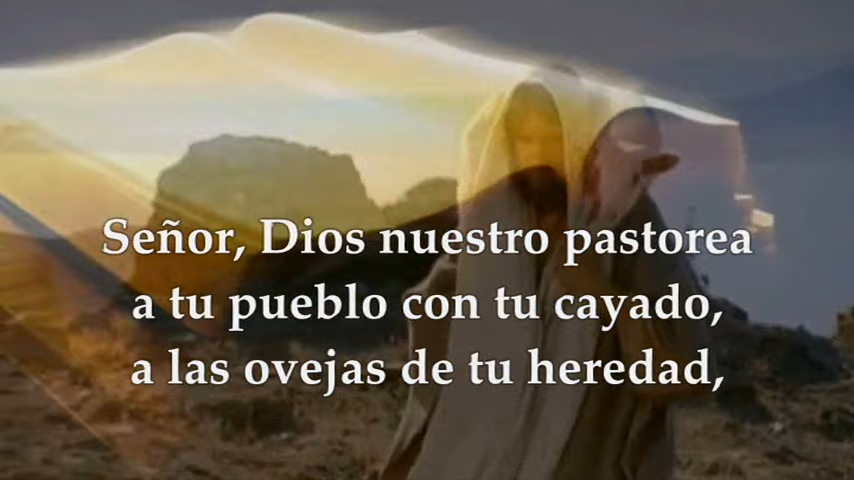 Señor, Dios nuestro pastorea
a tu pueblo con tu cayado,
a las ovejas de tu heredad,